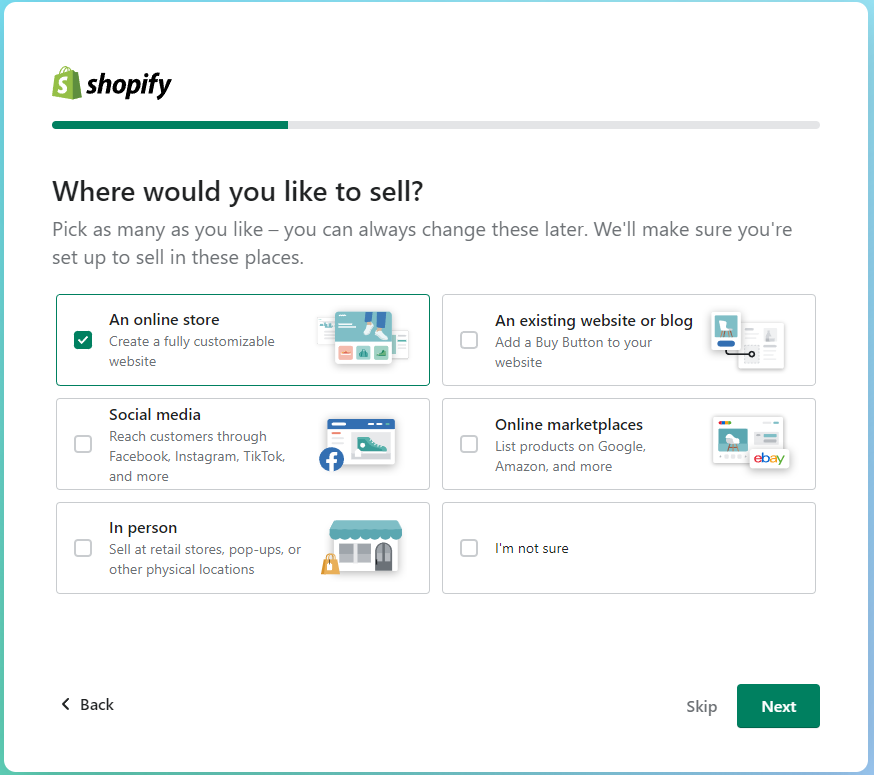 shopify
Where would you like to sell?
Pick as many as you like – you can always change these later. We'll make sure you're
set up to sell in these places.
An online store
Create a fully customizable
website
An existing website or blog
Add a Buy Button to your
website
Social media
Reach customers through
Facebook, Instagram, TikTok,
and more
Online marketplaces
List products on Google,
Amazon, and more
ebay
In person
Sell at retail stores, pop-ups, or
other physical locations
I'm not sure
Back
Skip
Next